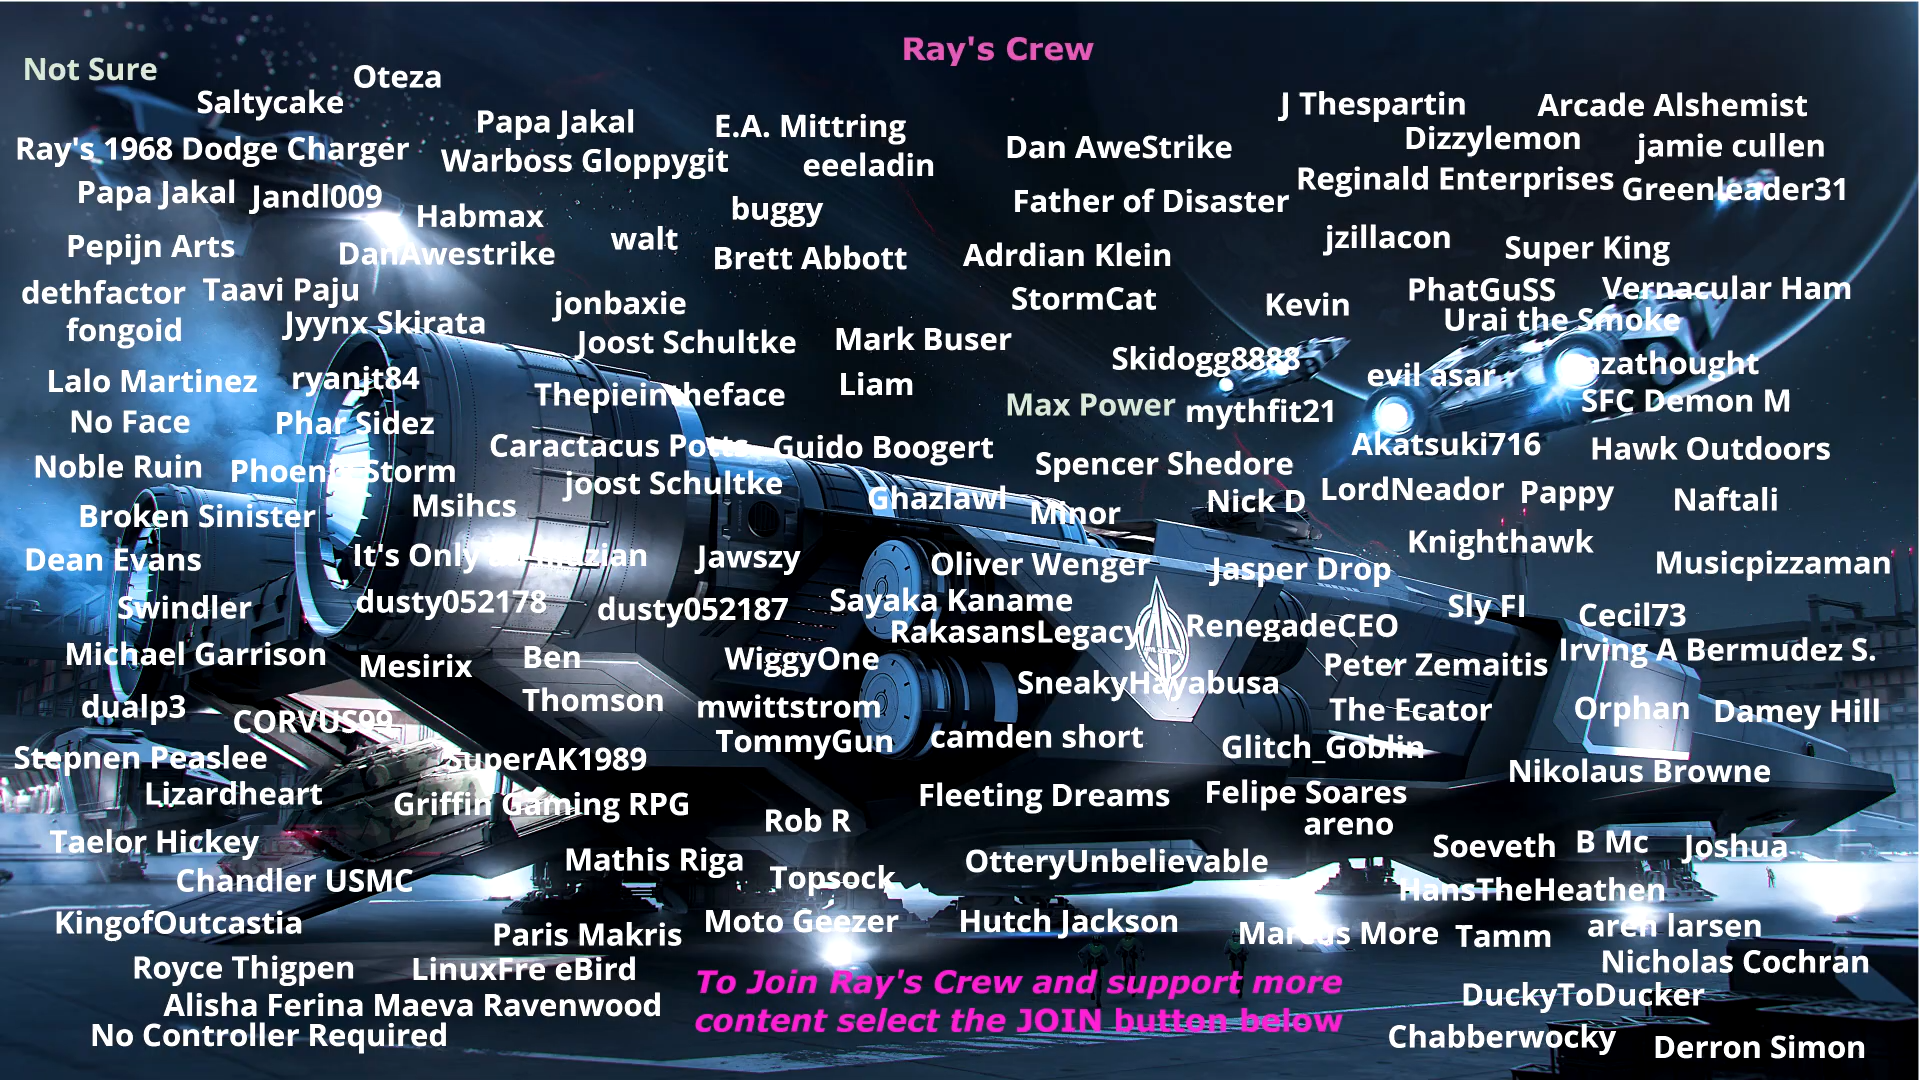 Ray's Crew
Not Sure
Oteza
Saltycake
Ray's 1968 Dodge Charger
Papa Jakal
Jandl009
Pepijn Arts
DanAwestrike
Habmax
dethfactor
Taavi Paju
fongoid
Jyynx Skirata
Lalo Martinez
ryanjt84
No Face
Phar Sidez
Noble Ruin
Phoenix Storm
Broken Sinister
Msihcs
Dean Evans
It's Only
Swindler
dusty052178
Michael Garrison
Mesirix
dualp3
CORVUS99
Stepnen Peaslee
SuperAK1989
Lizardheart
Griffin Gaming RPG
Taelor Hickey
Chandler USMC
KingofOutcastia
Paris Makris
Royce Thigpen
LinuxFre eBird
Alisha Ferina Maeva Ravenwood
No Controller Required
Papa Jakal
E.A. Mittring
Warboss Gloppygit
eeeladin
buggy
walt
Brett Abbott
jonbaxie
Joost Schultke
Mark Buser
Thepieintheface
Liam
Caractacus Potts
Guido Boogert
joost Schultke
Ghazlawl
Jawszy
Oliver Wenger
dusty052187
Sayaka Kaname
RakasansLegacy
Ben
Thomson
WiggyOne
mwittstrom
TommyGun
camden short
SneakyHayabusa
Fleeting Dreams
Rob R
Mathis Riga
Topsock
OtteryUnbelievable
Moto Geezer
Hutch Jackson
Dan AweStrike
Father of Disaster
Adrdian Klein
StormCat
Kevin
Skidogg8888
Max Power
mythfit21
Spencer Shedore
Minor
Nick D
Jasper Drop
RenegadeCEO
Peter Zemaitis
The Ecator
Glitch_Goblin
Felipe Soares
areno
J Thespartin
Arcade Alshemist
Dizzylemon
jamie cullen
Reginald Enterprises
Greenleader31
jzillacon
Super King
PhatGuSS
Vernacular Ham
Urai the Smoke
evil asar
azathought
SFC Demon M
Akatsuki716
Hawk Outdoors
LordNeador
Pappy
Naftali
Knighthawk
Musicpizzaman
Sly FI
Cecil73
Irving A Bermudez S.
Orphan
Damey Hill
Nikolaus Browne
Soeveth
B Mc
Joshua
HansTheHeathen
Marcus More
Tamm
aren larsen
Nicholas Cochran
DuckyToDucker
Chabberwocky
Derron Simon
To Join Ray's Crew and support more
content select the JOIN button below